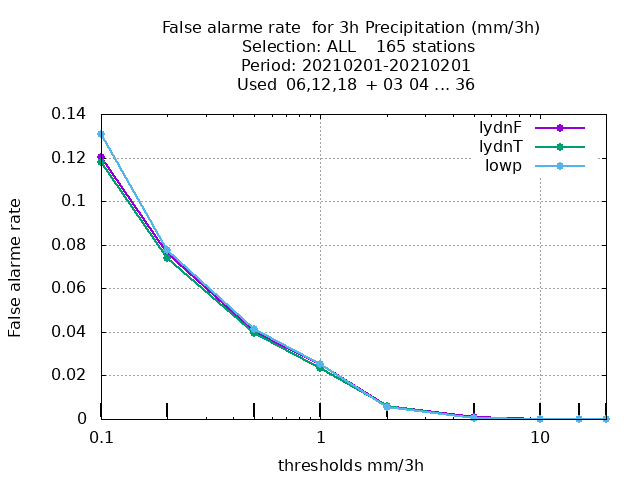 False alarme rate  for 3h Precipitation (mm/3h)
Selection: ALL    165 stations
Period: 20210201-20210201
Used  06,12,18  + 03 04 ... 36
0.14
0.12
0.1
0.08
0.06
0.04
0.02
0
False alarme rate
lydnF
lydnT
lowp
0.1
1
10
thresholds mm/3h